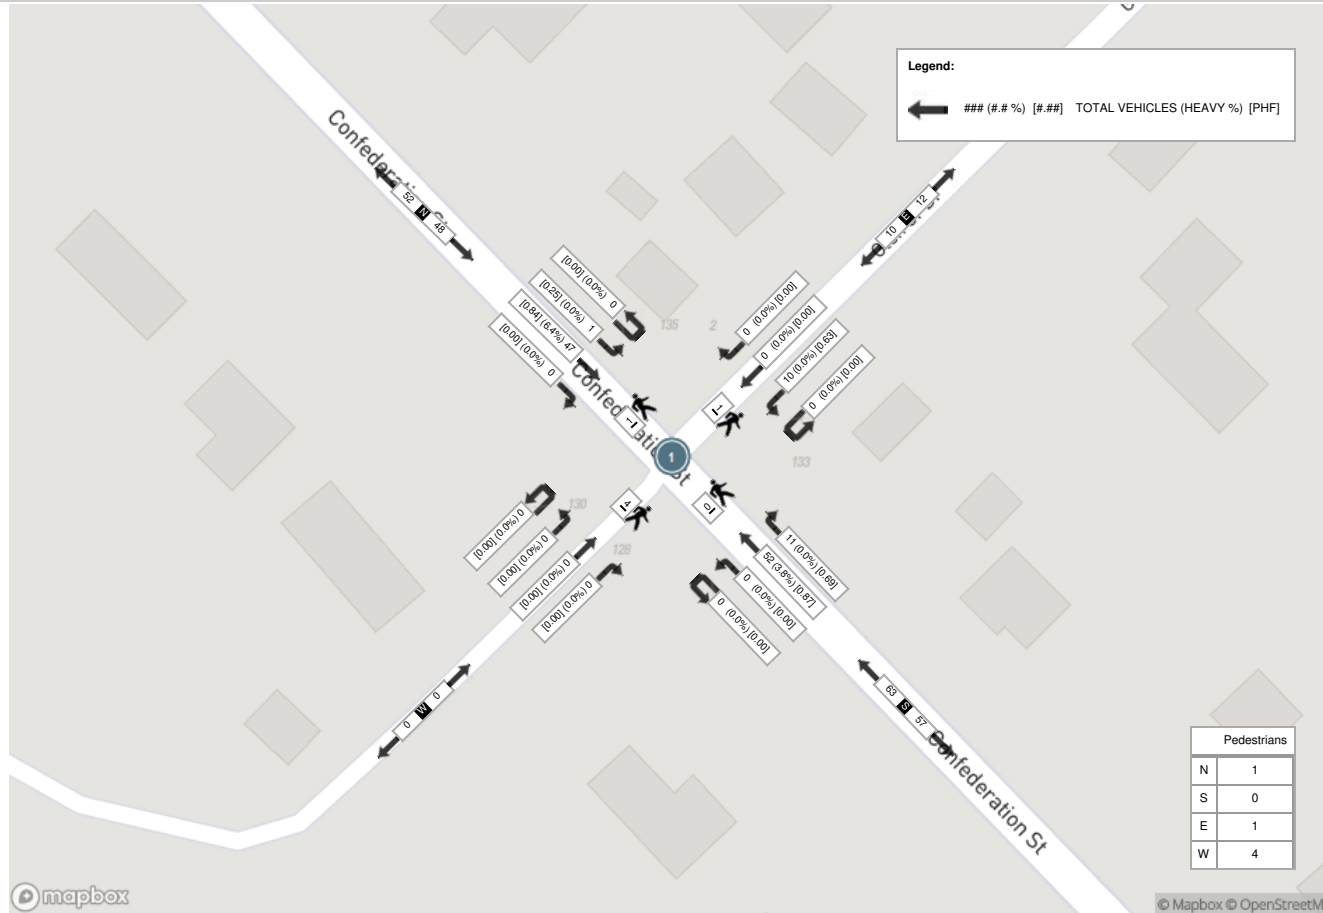 Legend:
### (#.# %) [#.##] TOTAL VEHICLES (HEAVY %) [PHF]
Confederation St
52 N 48
10 E 12
[0.00] (0.0%) 0
[0.25] (0.0%) 1
[0.84] (6.4%) 47
[0.00] (0.0%) 0
0 (0.0%) [0.00]
0 (0.0%) [0.00]
10 (0.0%) [0.63]
0 (0.0%) [0.00]
135
2
Confederation St
1
1
1
133
130
4
0
128
[0.00] (0.0%) 0
[0.00] (0.0%) 0
[0.00] (0.0%) 0
[0.00] (0.0%) 0
11 (0.0%) [0.69]
52 (3.8%) [0.87]
0 (0.0%) [0.00]
0 (0.0%) [0.00]
0 W 0
63 S 57
Confederation St
Pedestrians
N 1
S 0
E 1
W 4
mapbox
© Mapbox © OpenStreetM